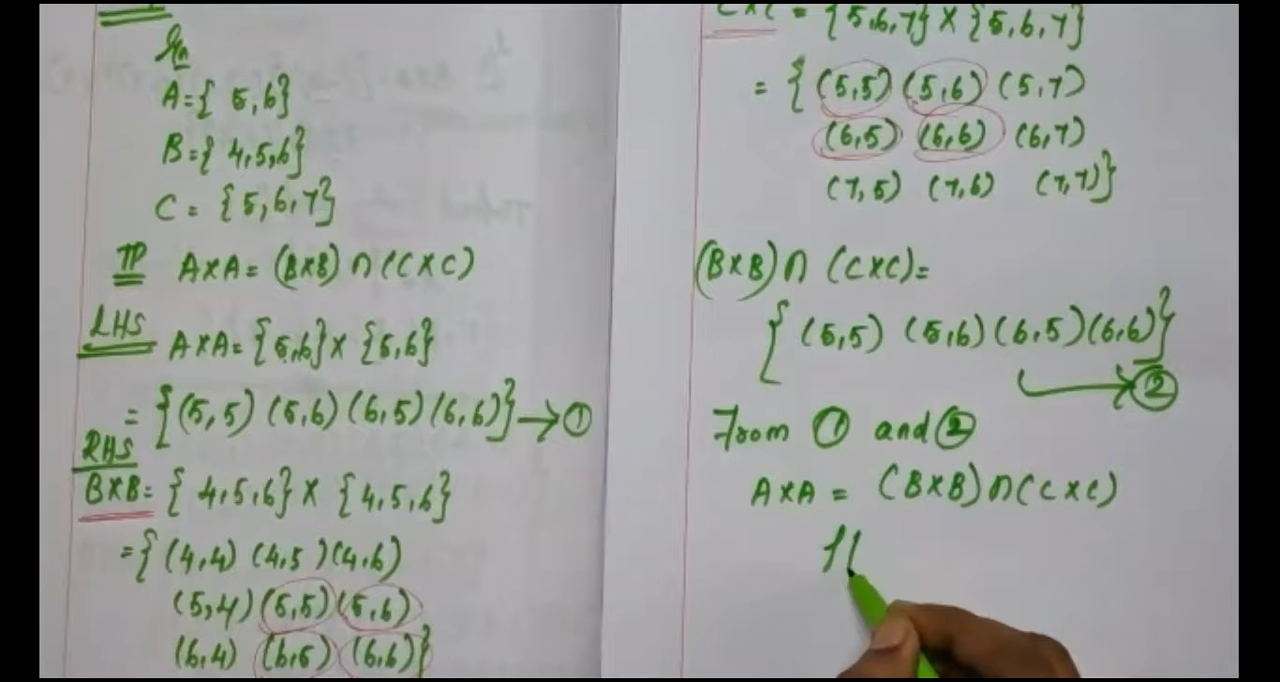 Sln
A={ 5,6}
B={ 4,5,6}
C = {5,6,7}
TP A×A= (B×B) ∩ (C×C)
LHS A×A= {5,6}× {5,6}
= {(5,5) (5,6) (6,5) (6,6)} → ①
RHS
B×B= { 4,5,6} × {4,5,6}
={ (4,4) (4,5) (4,6)
(5,4) (5,5) (5,6)
(6,4) (6,5) (6,6)}
C×C = {5,6,7} × {5,6,7}
= { (5,5) (5,6) (5,7)
(6,5) (6,6) (6,7)
(7,5) (7,6) (7,7)}
(B×B) ∩ (C×C)=
{ (5,5) (5,6) (6,5) (6,6)}
→ ②
From ① and ②
A×A = (B×B) ∩ (C×C)